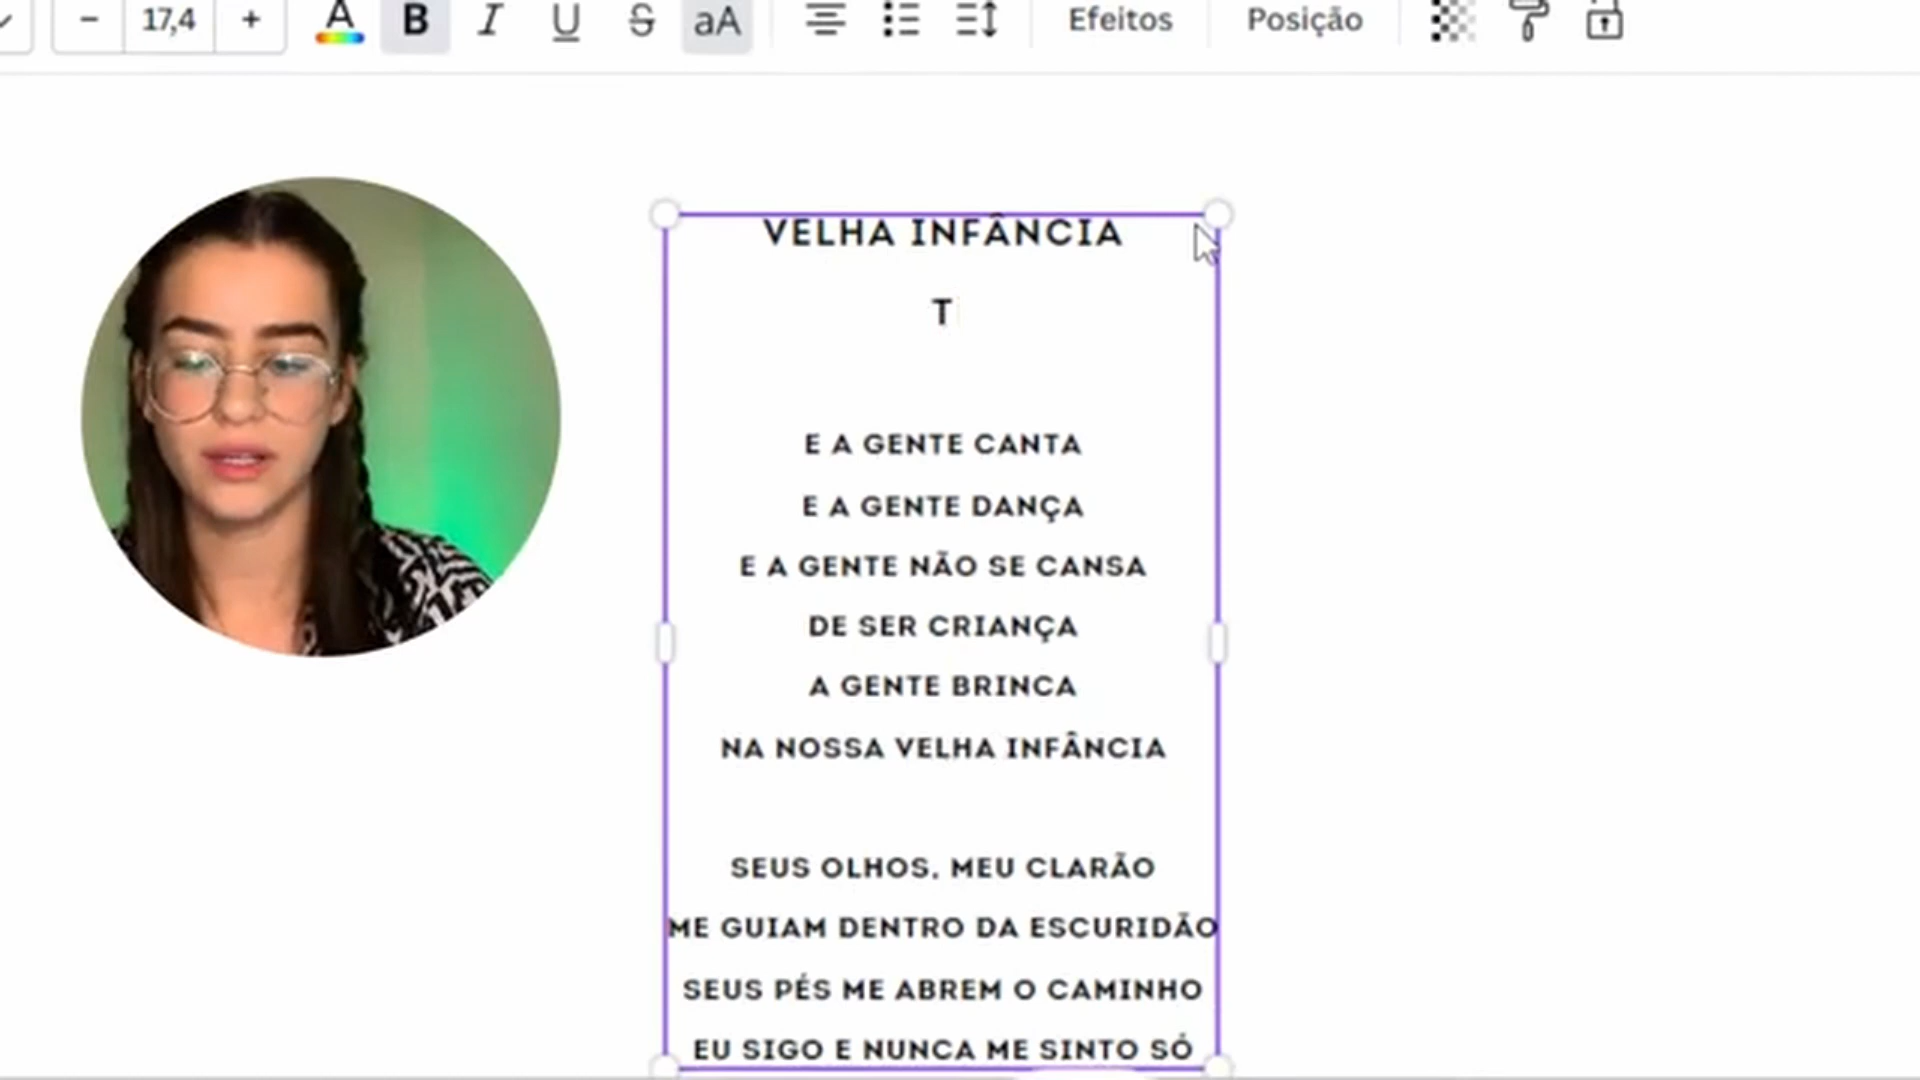 17,4
A B I U S aA Efeitos Posição
VELHA INFÂNCIA
T
E A GENTE CANTA
E A GENTE DANÇA
E A GENTE NÃO SE CANSA
DE SER CRIANÇA
A GENTE BRINCA
NA NOSSA VELHA INFÂNCIA
SEUS OLHOS, MEU CLARÃO
ME GUIAM DENTRO DA ESCURIDÃO
SEUS PÉS ME ABREM O CAMINHO
EU SIGO E NUNCA ME SINTO SÓ